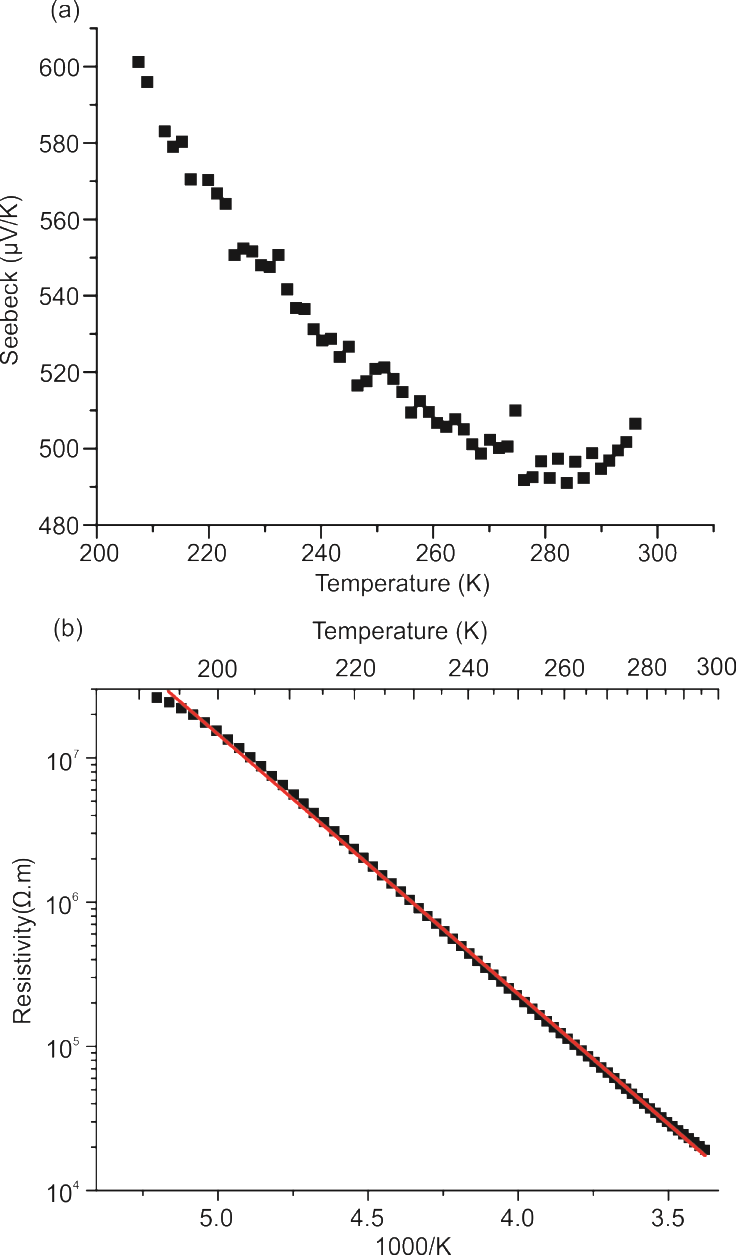 (a)
600
580
560
540
520
500
480
Seebeck (μV/K)
200 220 240 260 280 300
Temperature (K)
(b)
Temperature (K)
200 220 240 260 280 300
10⁷
10⁶
10⁵
10⁴
Resistivity(Ω.m)
5.0 4.5 4.0 3.5
1000/K